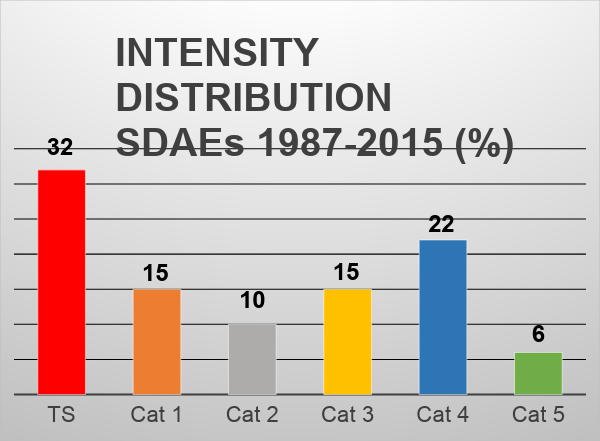 INTENSITY
DISTRIBUTION
SDAEs 1987-2015 (%)
32
15
10
15
22
6
TS
Cat 1
Cat 2
Cat 3
Cat 4
Cat 5